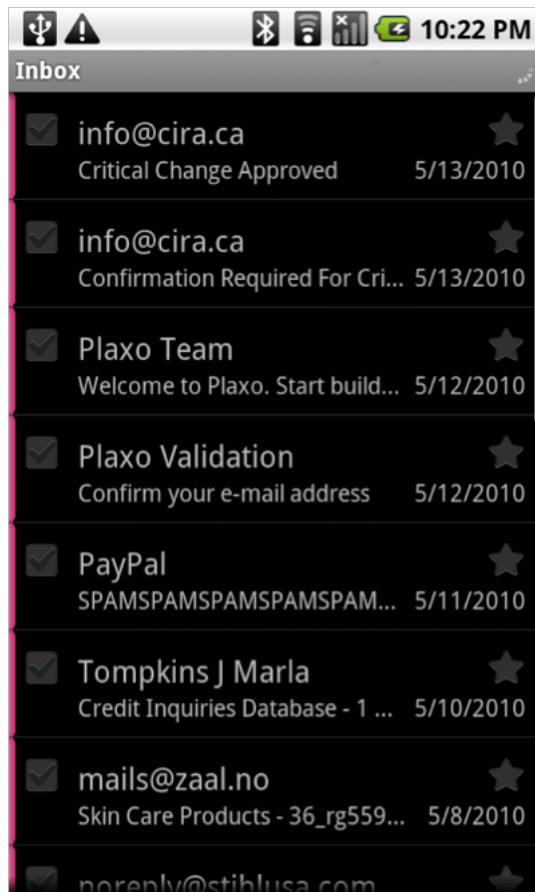 10:22 PM
Inbox
info@cira.ca
Critical Change Approved 5/13/2010
info@cira.ca
Confirmation Required For Cri... 5/13/2010
Plaxo Team
Welcome to Plaxo. Start build... 5/12/2010
Plaxo Validation
Confirm your e-mail address 5/12/2010
PayPal
SPAMSPAMSPAMSPAMSPAM... 5/11/2010
Tompkins J Marla
Credit Inquiries Database - 1 ... 5/10/2010
mails@zaal.no
Skin Care Products - 36_rg559... 5/8/2010
noreply@stihlusa.com